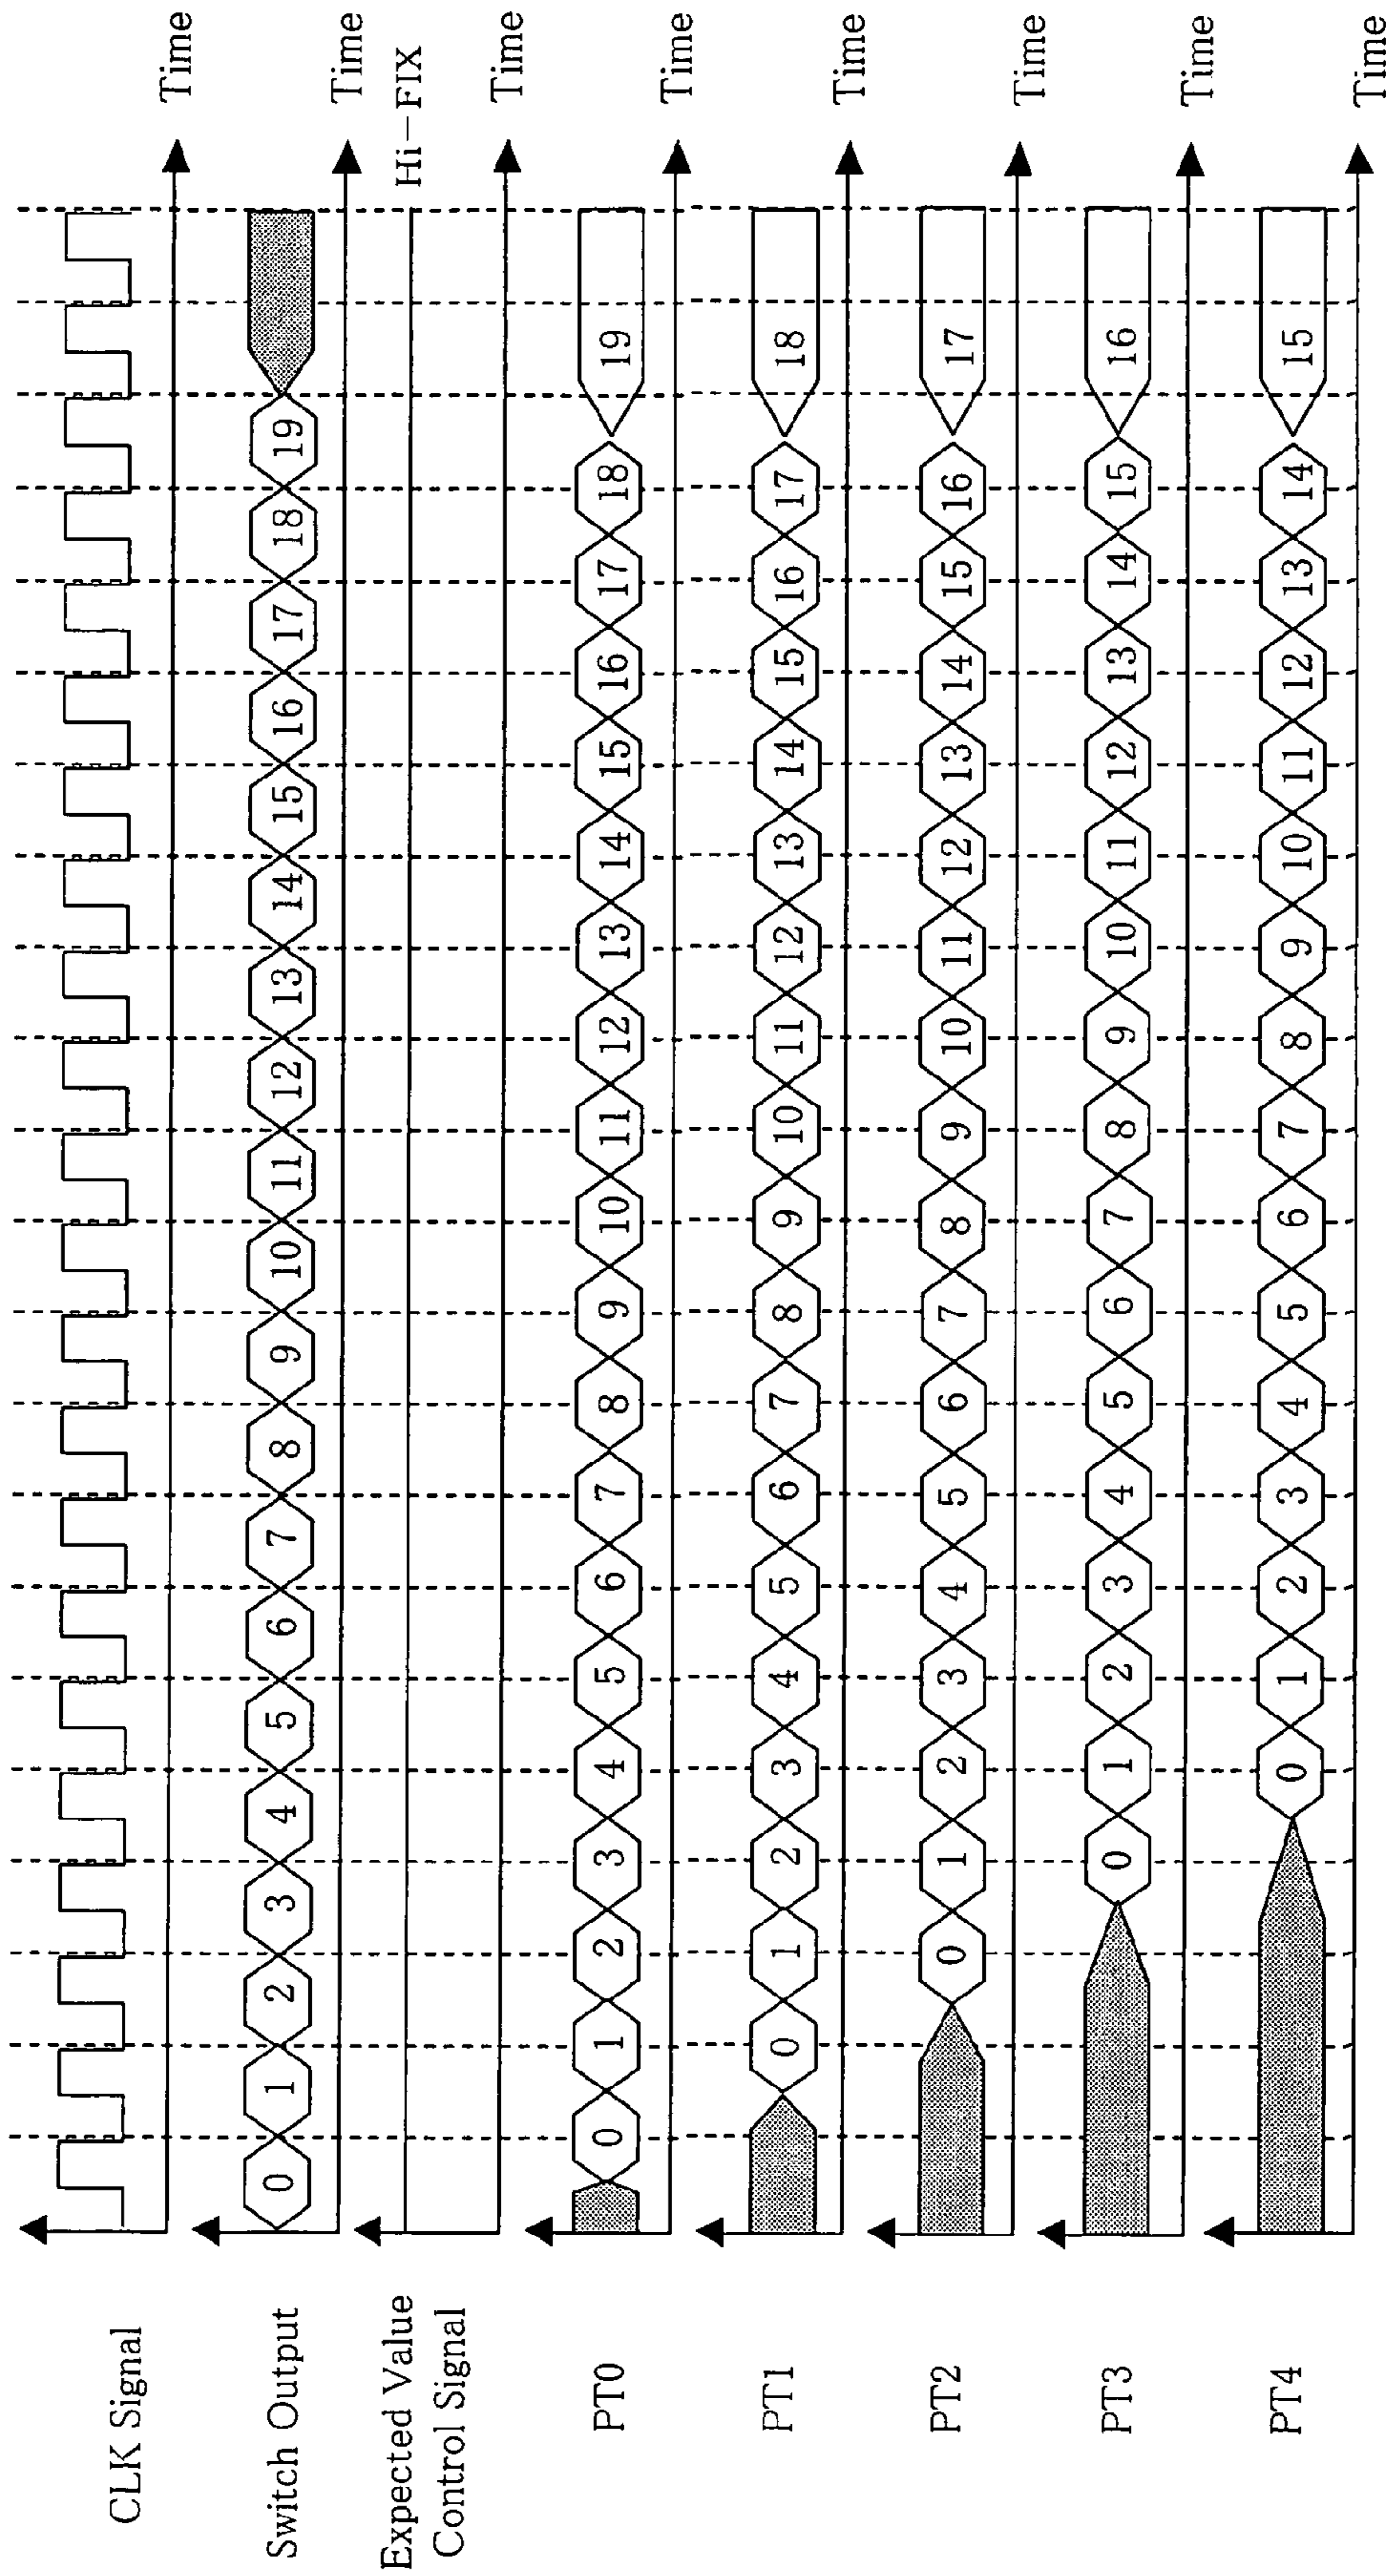 CLK Signal
Time
Switch Output
0 1 2 3 4 5 6 7 8 9 10 11 12 13 14 15 16 17 18 19
Time
Expected Value
Control Signal
Hi-FIX
Time
PT0
0 1 2 3 4 5 6 7 8 9 10 11 12 13 14 15 16 17 18 19
Time
PT1
0 1 2 3 4 5 6 7 8 9 10 11 12 13 14 15 16 17 18
Time
PT2
0 1 2 3 4 5 6 7 8 9 10 11 12 13 14 15 16 17
Time
PT3
0 1 2 3 4 5 6 7 8 9 10 11 12 13 14 15 16
Time
PT4
0 1 2 3 4 5 6 7 8 9 10 11 12 13 14 15
Time